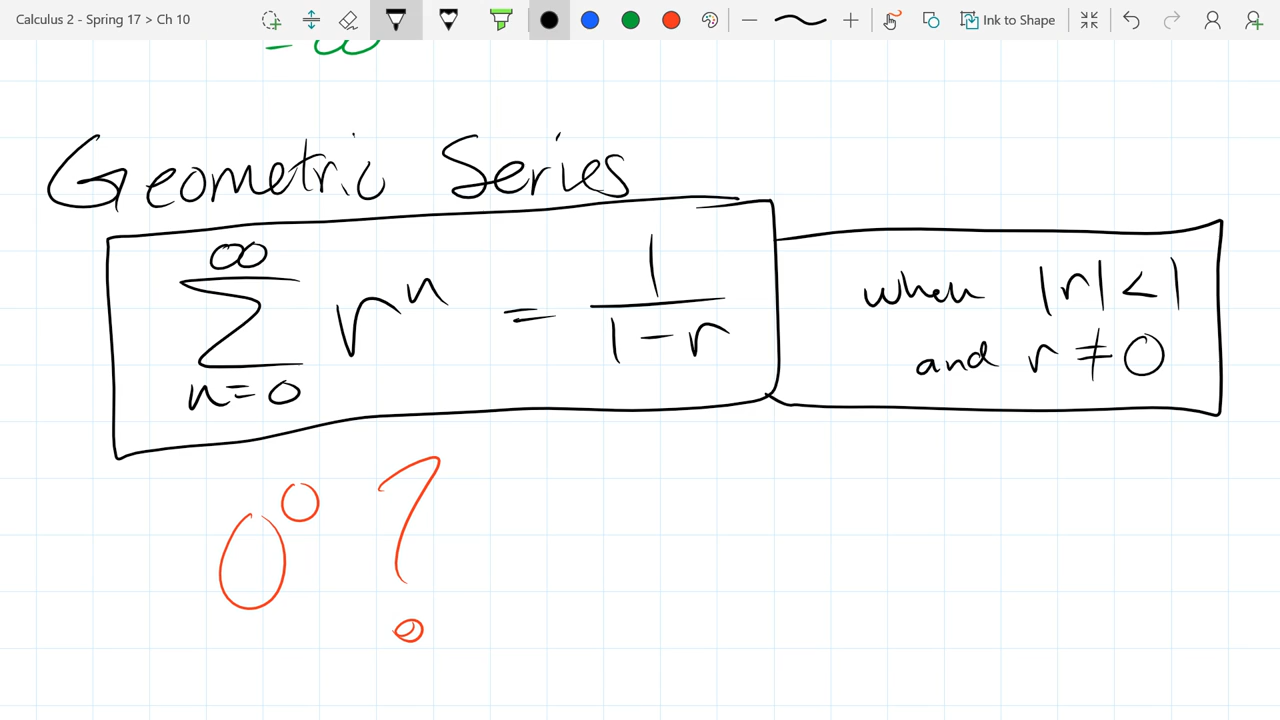 Calculus 2 - Spring 17 > Ch 10
Ink to Shape
- ∞
Geometric Series
∞
∑ rⁿ = 1/(1-r)
n=0
when |r| < 1
and r ≠ 0
0⁰ ?